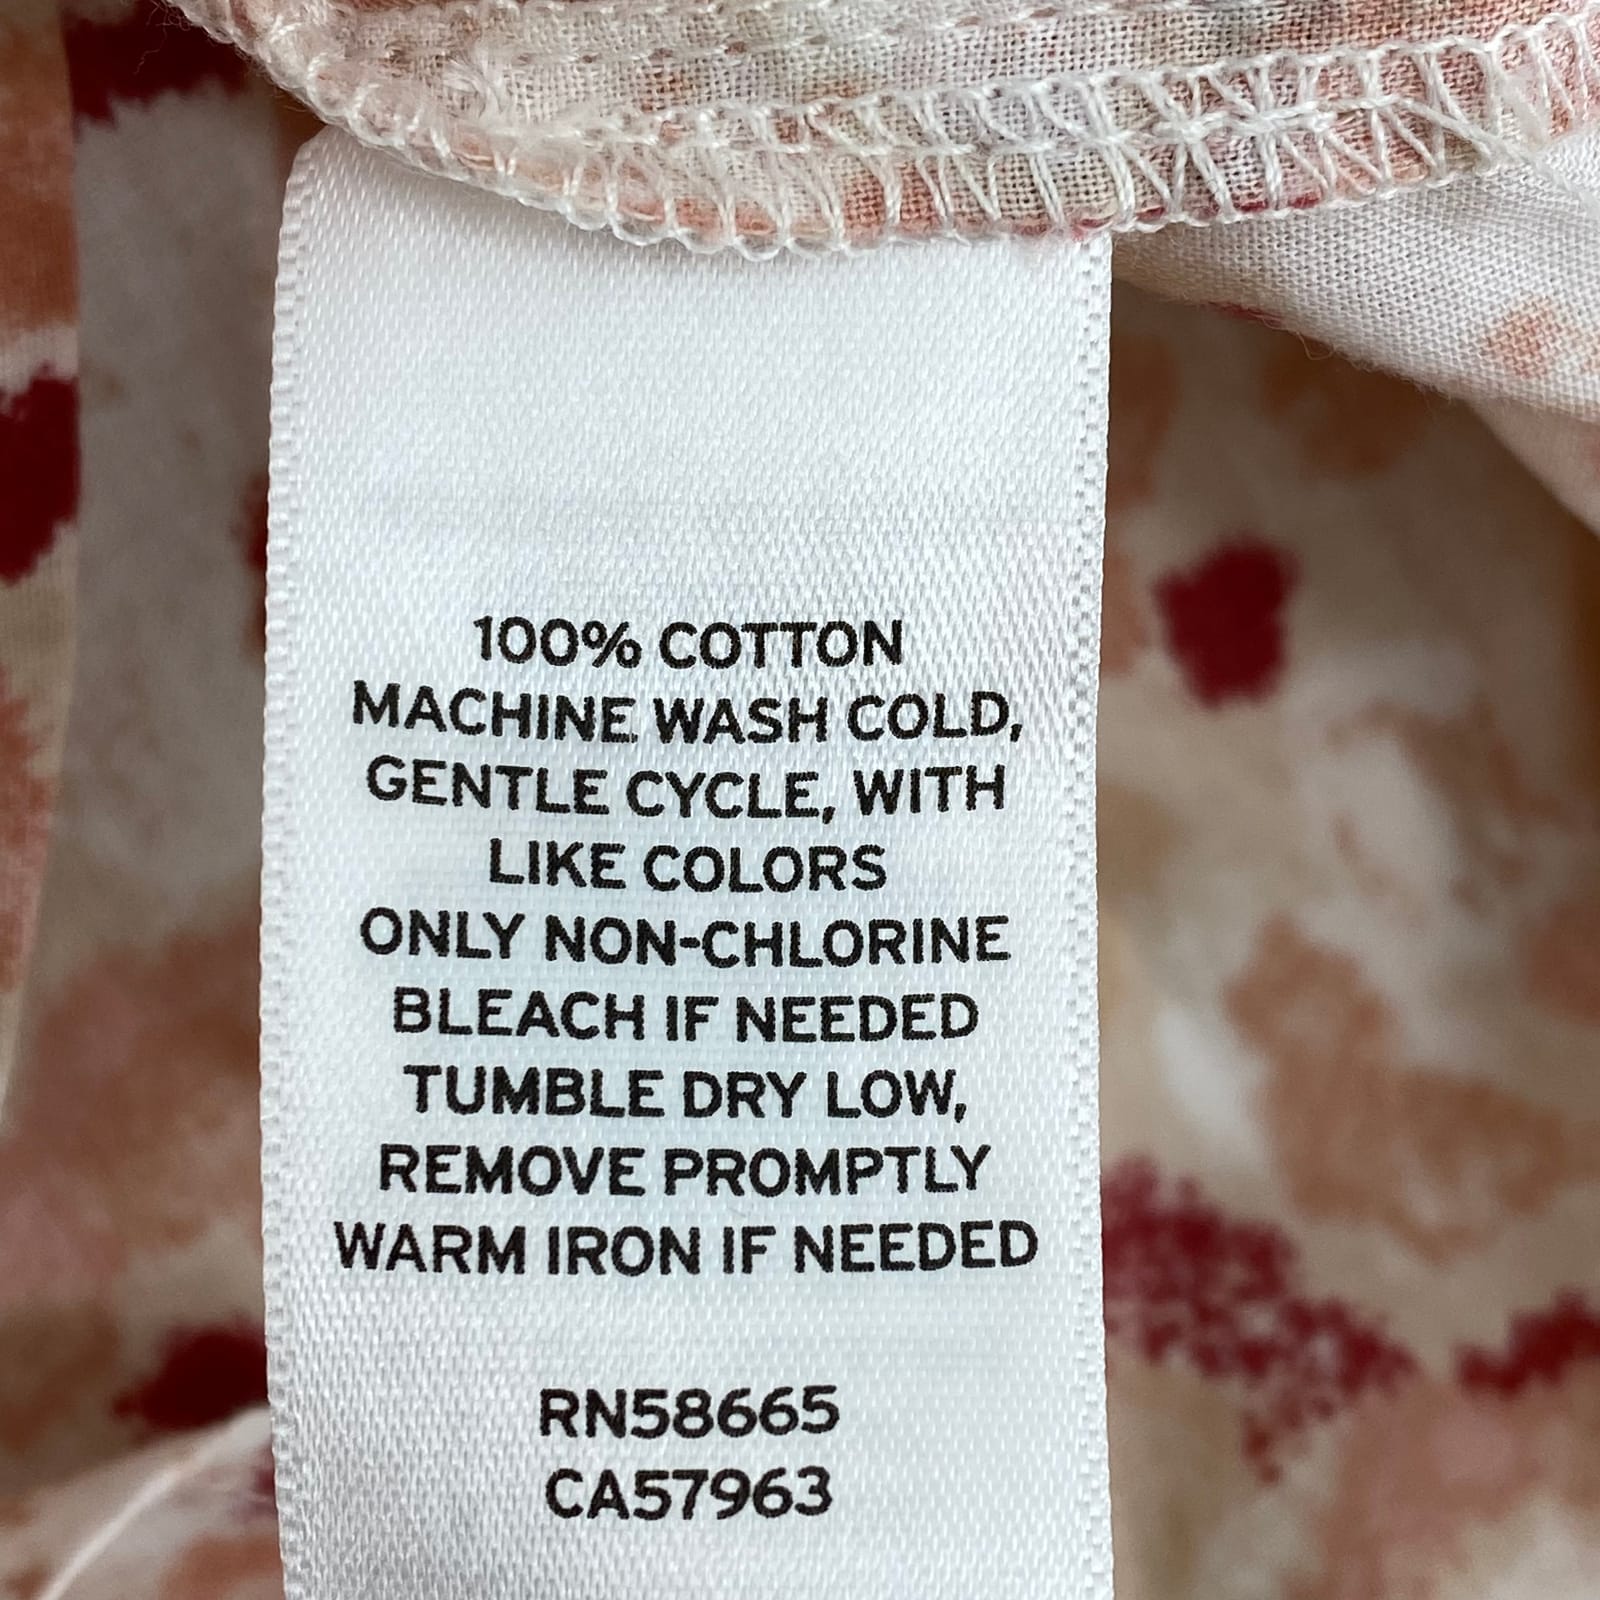 100% COTTON
MACHINE WASH COLD,
GENTLE CYCLE, WITH
LIKE COLORS
ONLY NON-CHLORINE
BLEACH IF NEEDED
TUMBLE DRY LOW,
REMOVE PROMPTLY
WARM IRON IF NEEDED
RN58665
CA57963